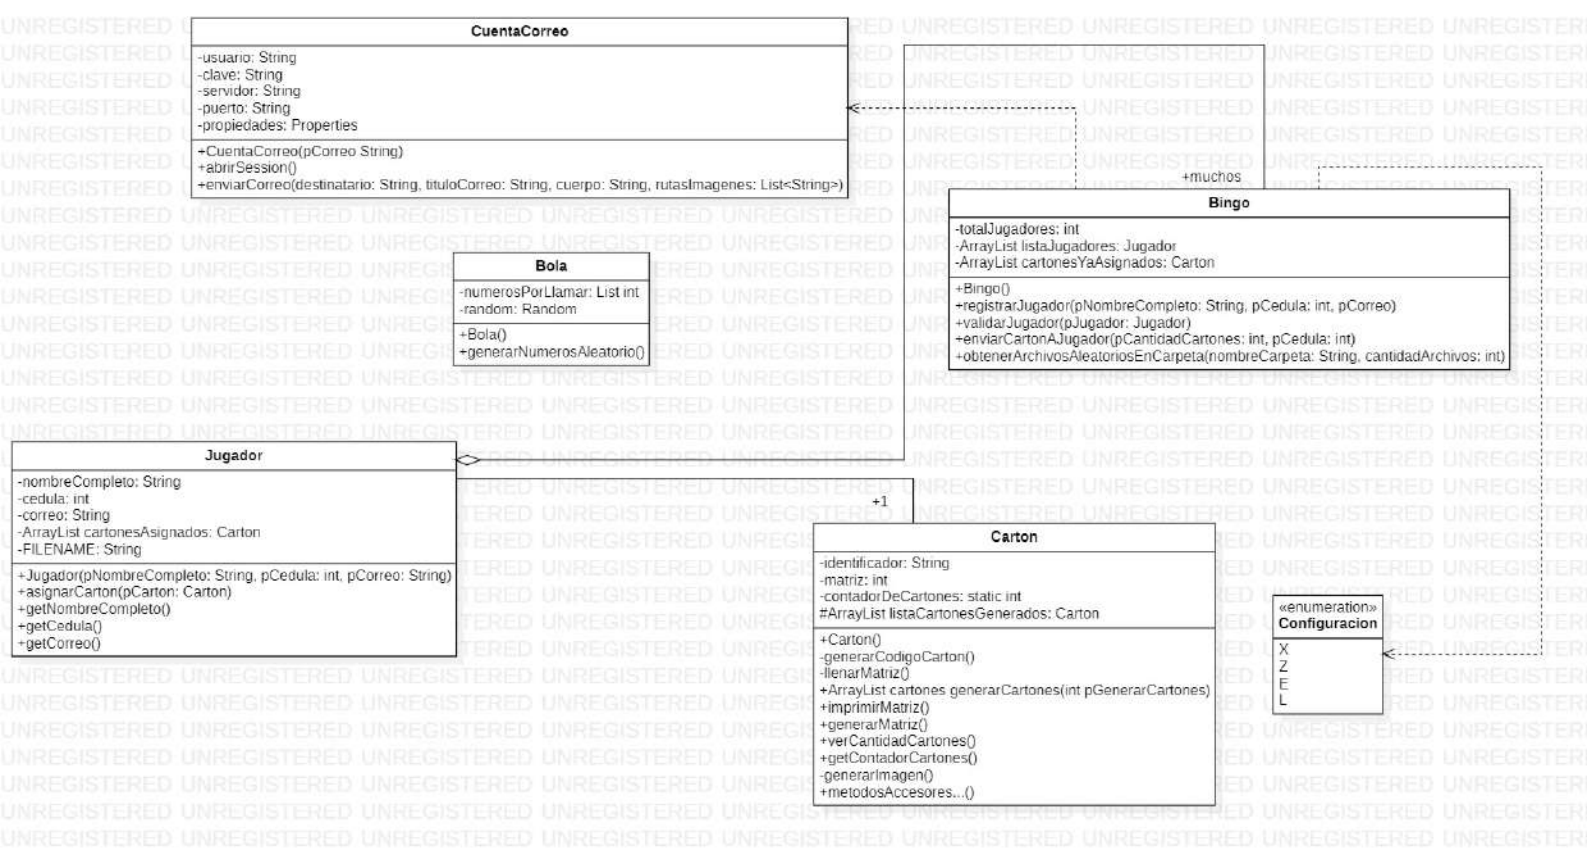 CuentaCorreo
-usuario: String
-clave: String
-servidor: String
-puerto: String
-propiedades: Properties
+CuentaCorreo(pCorreo String)
+abrirSession()
+enviarCorreo(destinatario: String, tituloCorreo: String, cuerpo: String, rutasImagenes: List<String>)
+muchos
Bingo
-totalJugadores: int
-ArrayList listaJugadores: Jugador
-ArrayList cartonesYaAsignados: Carton
+Bingo()
+registrarJugador(pNombreCompleto: String, pCedula: int, pCorreo)
+validarJugador(pJugador: Jugador)
+enviarCartonAJugador(pCantidadCartones: int, pCedula: int)
+obtenerArchivosAleatoriosEnCarpeta(nombreCarpeta: String, cantidadArchivos: int)
Bola
-numerosPorLlamar: List int
-random: Random
+Bola()
+generarNumerosAleatorio()
Jugador
-nombreCompleto: String
-cedula: int
-correo: String
-ArrayList cartonesAsignados: Carton
-FILENAME: String
+Jugador(pNombreCompleto: String, pCedula: int, pCorreo: String)
+asignarCarton(pCarton: Carton)
+getNombreCompleto()
+getCedula()
+getCorreo()
+1
Carton
-identificador: String
-matriz: int
-contadorDeCartones: static int
#ArrayList listaCartonesGenerados: Carton
+Carton()
-generarCodigoCarton()
-llenarMatriz()
+ArrayList cartones generarCartones(int pGenerarCartones)
+imprimirMatriz()
+generarMatriz()
+verCantidadCartones()
+getContadorCartones()
-generarImagen()
+metodosAccesores...()
«enumeration»
Configuracion
X
Z
E
L
UNREGISTERED